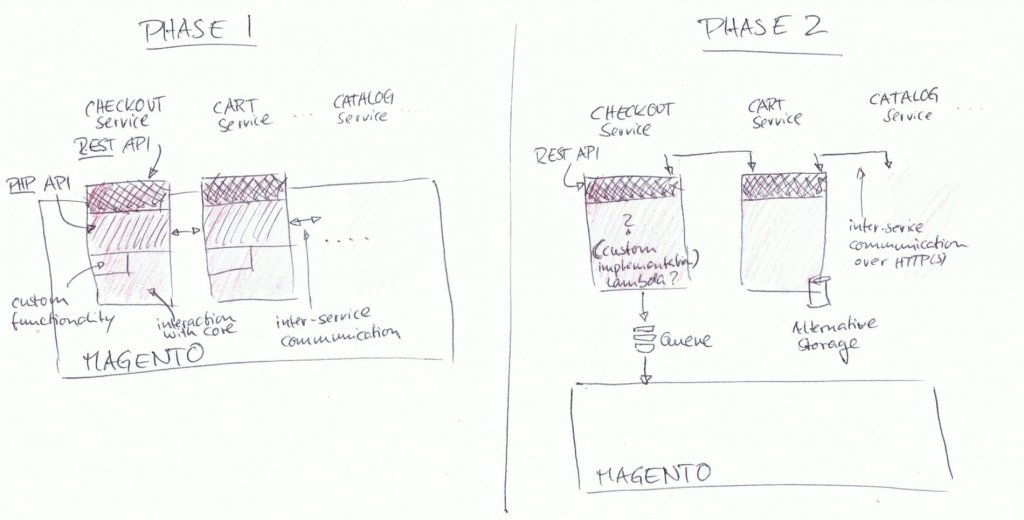 PHASE 1
CHECKOUT
Service
CART
Service
...
CATALOG
Service
...
REST API
PHP API
....
custom
functionality
interaction
with core
inter-service
communication
MAGENTO
PHASE 2
CHECKOUT
Service
CART
Service
CATALOG
Service
...
REST API
?
(custom
implementation)
Lambda?
inter-service
communication
over HTTP(S)
Queue
Alternative
storage
MAGENTO